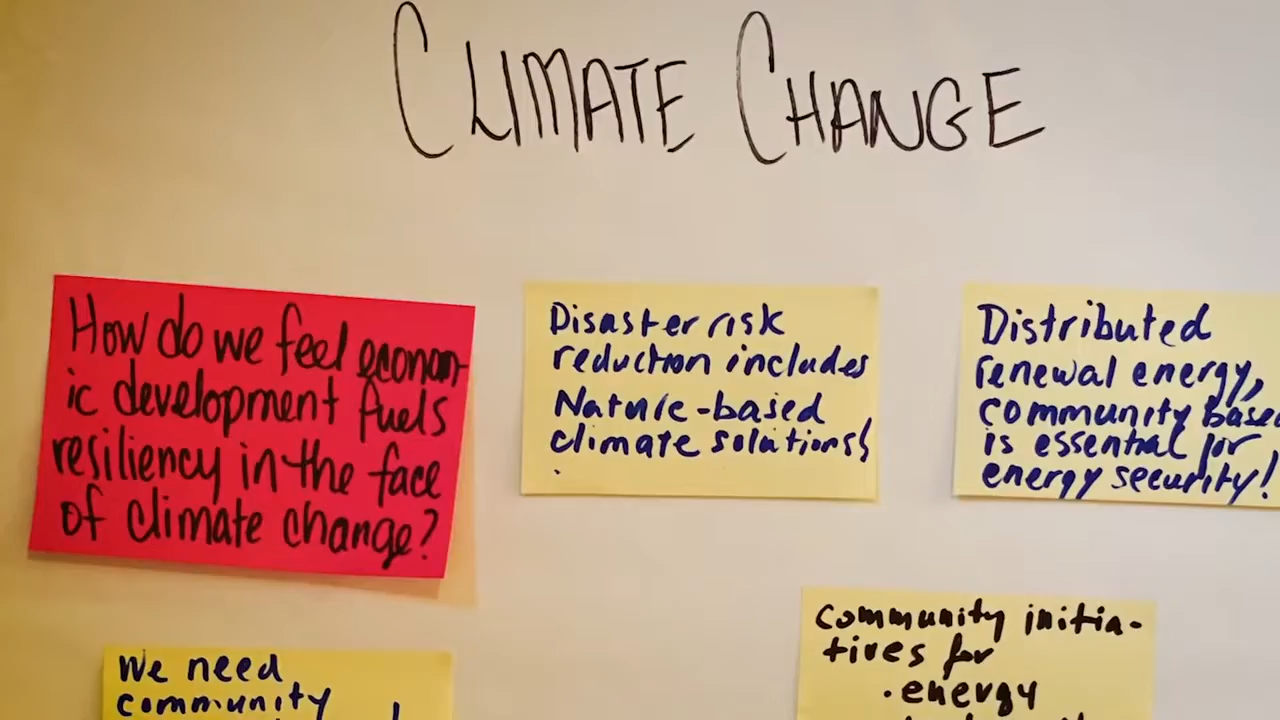 CLIMATE CHANGE
How do we feel econom-
ic development fuels
resiliency in the face
of climate change?
Disaster risk
reduction includes
Nature-based
climate solutions!
Distributed
renewal energy,
community based
is essential for
energy security!
We need
community
Community initia-
tives for
• energy